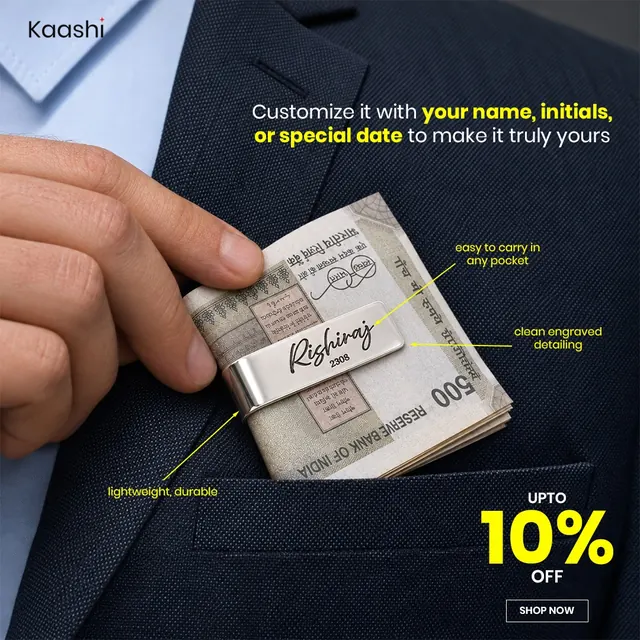 Kaashi
Customize it with your name, initials,
or special date to make it truly yours
easy to carry in
any pocket
clean engraved
detailing
Rishiraj
2308
500
RESERVE BANK OF INDIA
lightweight, durable
UPTO
10%
OFF
SHOP NOW